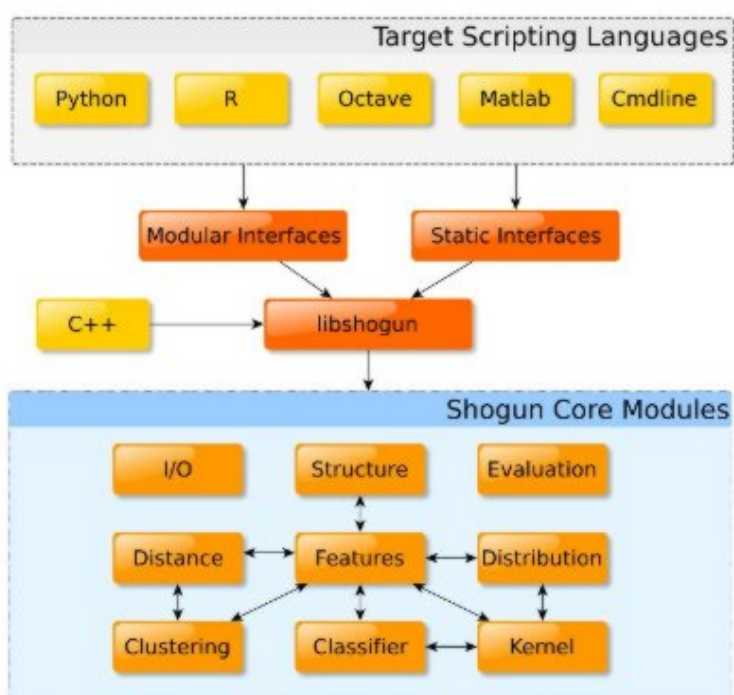 Target Scripting Languages
Python R Octave Matlab Cmdline
Modular Interfaces Static Interfaces
C++ libshogun
Shogun Core Modules
I/O Structure Evaluation
Distance Features Distribution
Clustering Classifier Kernel